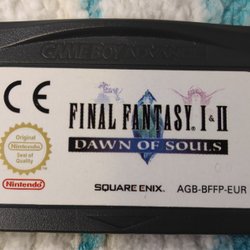 GAME BOY ADVANCE
CE
FINAL FANTASY. I & II
DAWN OF SOULS
Original
Nintendo
Seal of
Quality
Nintendo
SQUARE ENIX.
AGB-BFFP-EUR